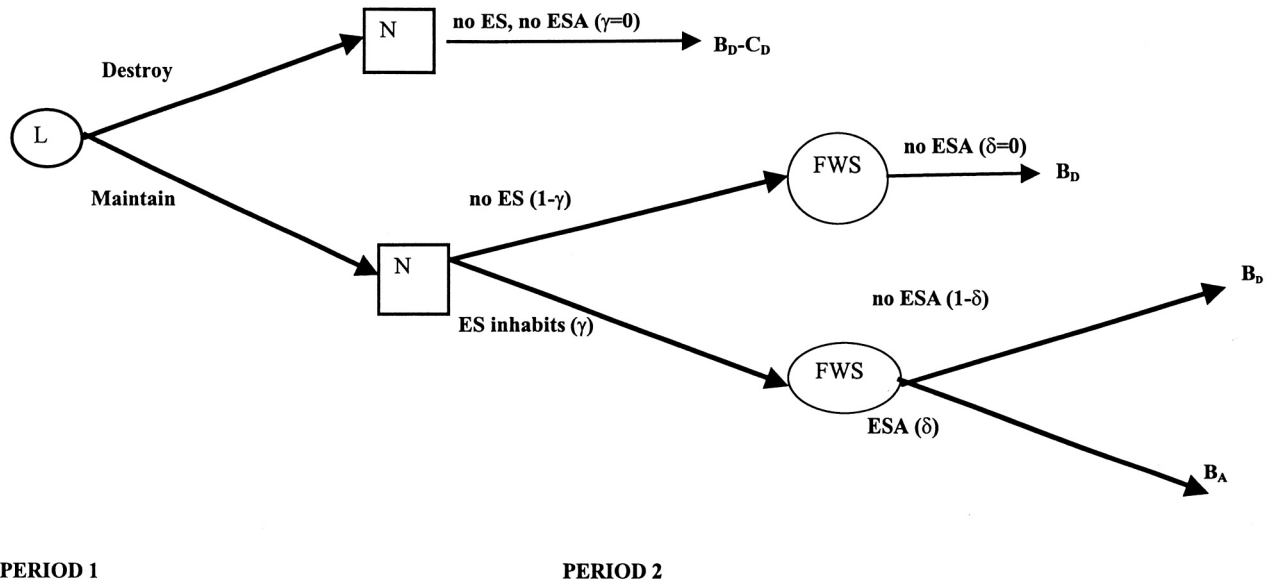 N
no ES, no ESA (γ=0)
B_D-C_D
Destroy
L
Maintain
no ES (1-γ)
FWS
no ESA (δ=0)
B_D
N
ES inhabits (γ)
no ESA (1-δ)
B_D
FWS
ESA (δ)
B_A
PERIOD 1
PERIOD 2